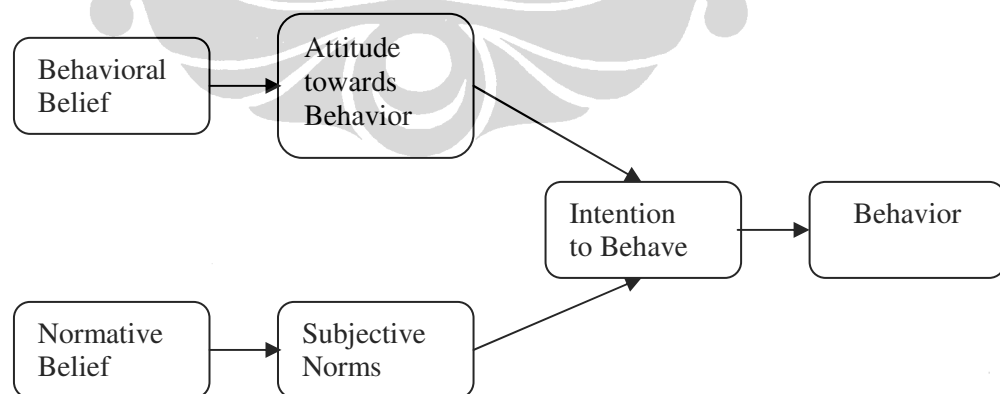 Behavioral
Belief
Attitude
towards
Behavior
Intention
to Behave
Behavior
Normative
Belief
Subjective
Norms